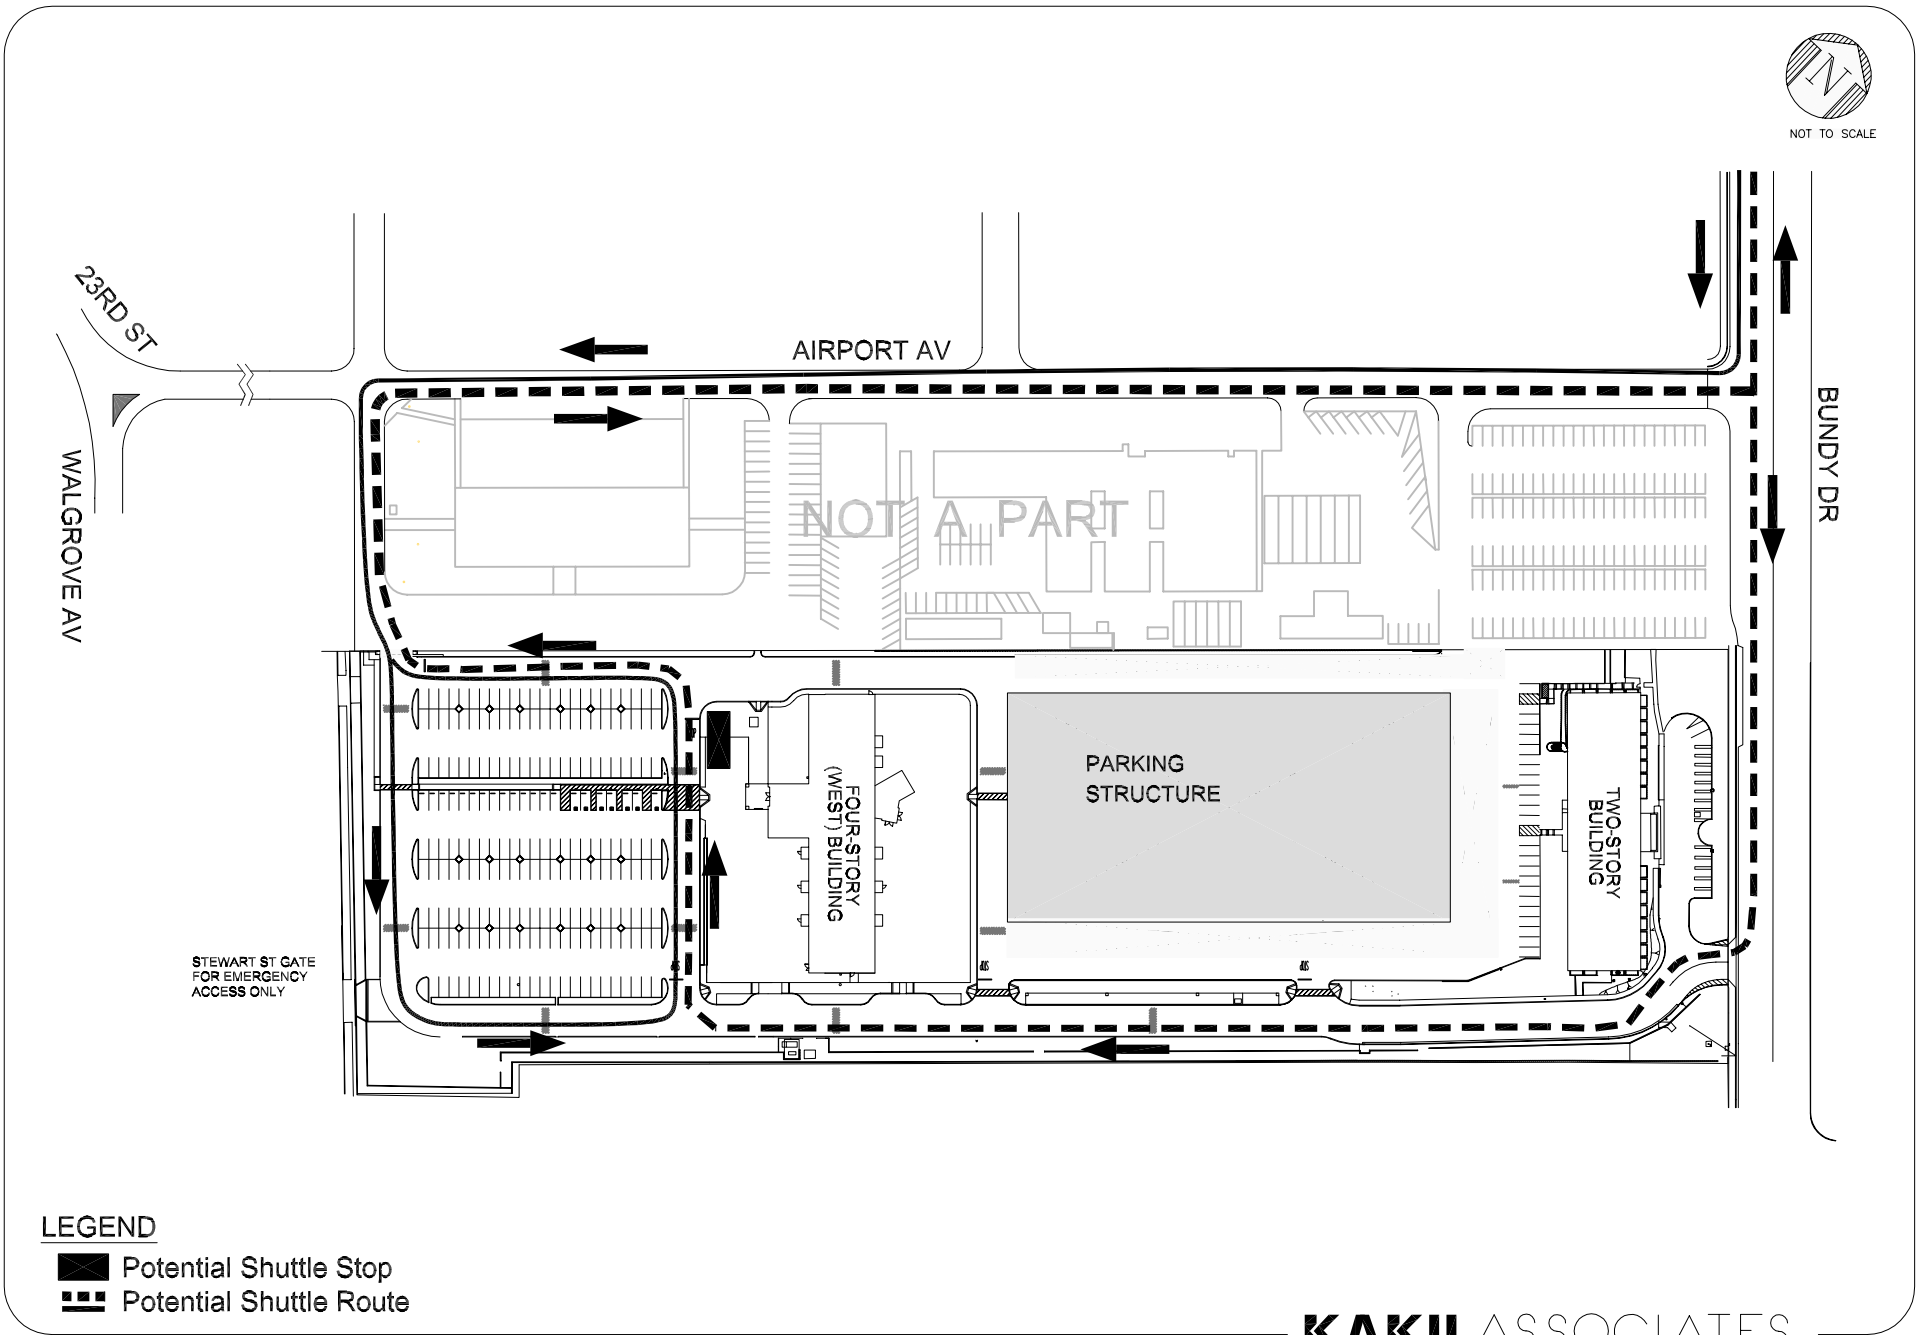 N
NOT TO SCALE
23RD ST
AIRPORT AV
BUNDY DR
WALGROVE AV
NOT A PART
PARKING
STRUCTURE
FOUR-STORY
(WEST) BUILDING
TWO-STORY
BUILDING
STEWART ST GATE
FOR EMERGENCY
ACCESS ONLY
LEGEND
Potential Shuttle Stop
Potential Shuttle Route
KAKU ASSOCIATES